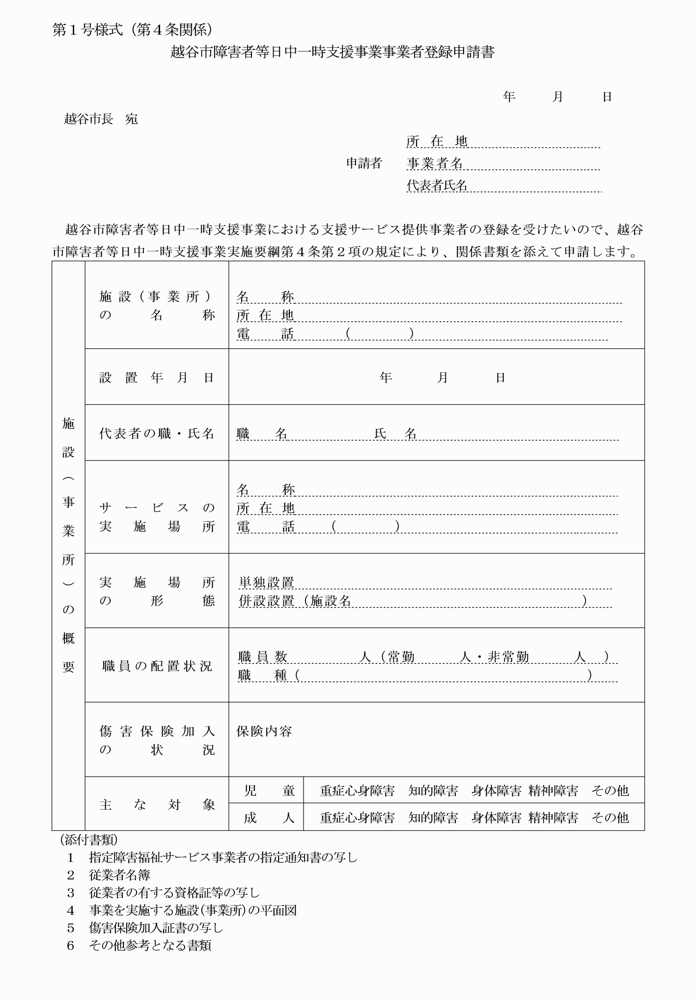 第１号様式（第４条関係）
越谷市障害者等日中一時支援事業事業者登録申請書
年　　　月　　　日
越谷市長　宛
所　在　地
申請者　事業者名
代表者氏名
越谷市障害者等日中一時支援事業における支援サービス提供事業者の登録を受けたいので、越谷
市障害者等日中一時支援事業実施要綱第４条第２項の規定により、関係書類を添えて申請します。
施設（事業所）の概要
施設（事業所）
の名称
名　　称
所　在　地
電　　話　　　（　　　　）
設置年月日
年　　　月　　　日
代表者の職・氏名
職　名　　　　　　氏　名
サービスの
実施場所
名　　称
所　在　地
電　　話　　　（　　　　）
実施場所
の形態
単独設置
併設設置（施設名　　　　　　　　　　）
職員の配置状況
職員数　　　　　人（常勤　　　人・非常勤　　　人　）
職　種（　　　　　　　　　　）
傷害保険加入
の状況
保険内容
主な対象
児　童　重症心身障害　知的障害　身体障害　精神障害　その他
成　人　重症心身障害　知的障害　身体障害　精神障害　その他
（添付書類）
１　指定障害福祉サービス事業者の指定通知書の写し
２　従業者名簿
３　従業者の有する資格証等の写し
４　事業を実施する施設（事業所）の平面図
５　傷害保険加入証書の写し
６　その他参考となる書類